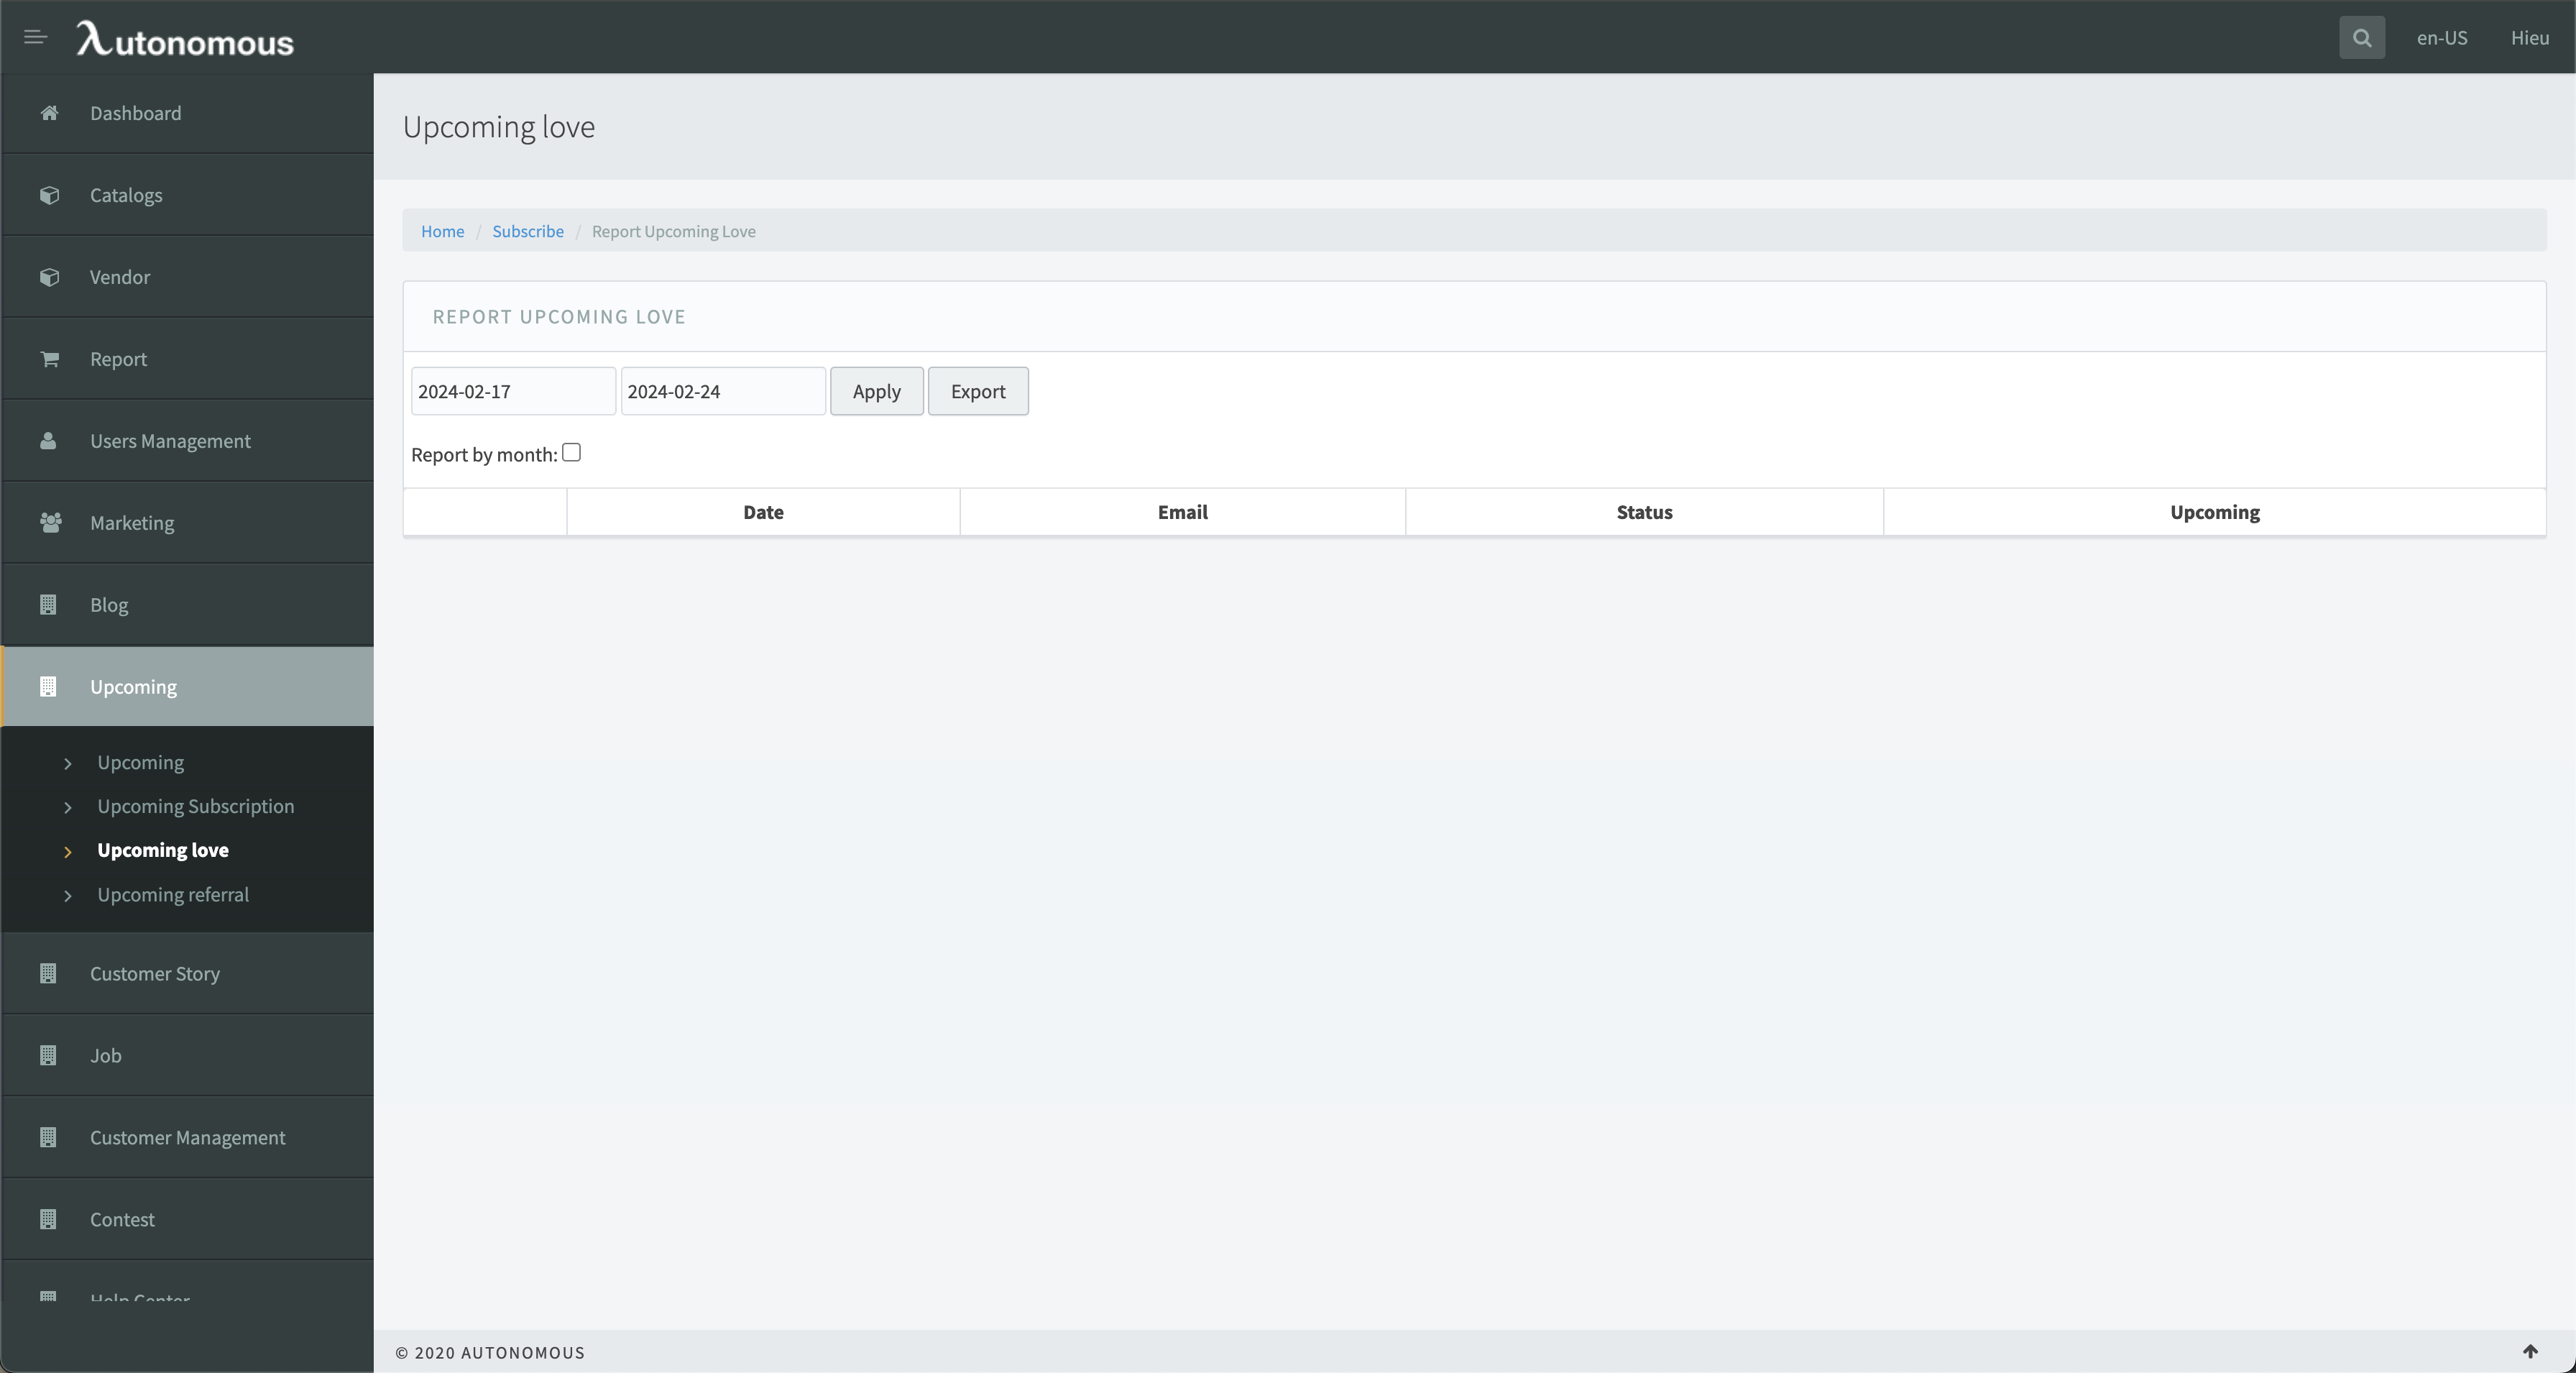 λutonomous
en-US
Hieu
Dashboard
Catalogs
Vendor
Report
Users Management
Marketing
Blog
Upcoming
Upcoming
Upcoming Subscription
Upcoming love
Upcoming referral
Customer Story
Job
Customer Management
Contest
Help Center
Upcoming love
Home / Subscribe / Report Upcoming Love
REPORT UPCOMING LOVE
2024-02-17 2024-02-24 Apply Export
Report by month:
Date Email Status Upcoming
© 2020 AUTONOMOUS